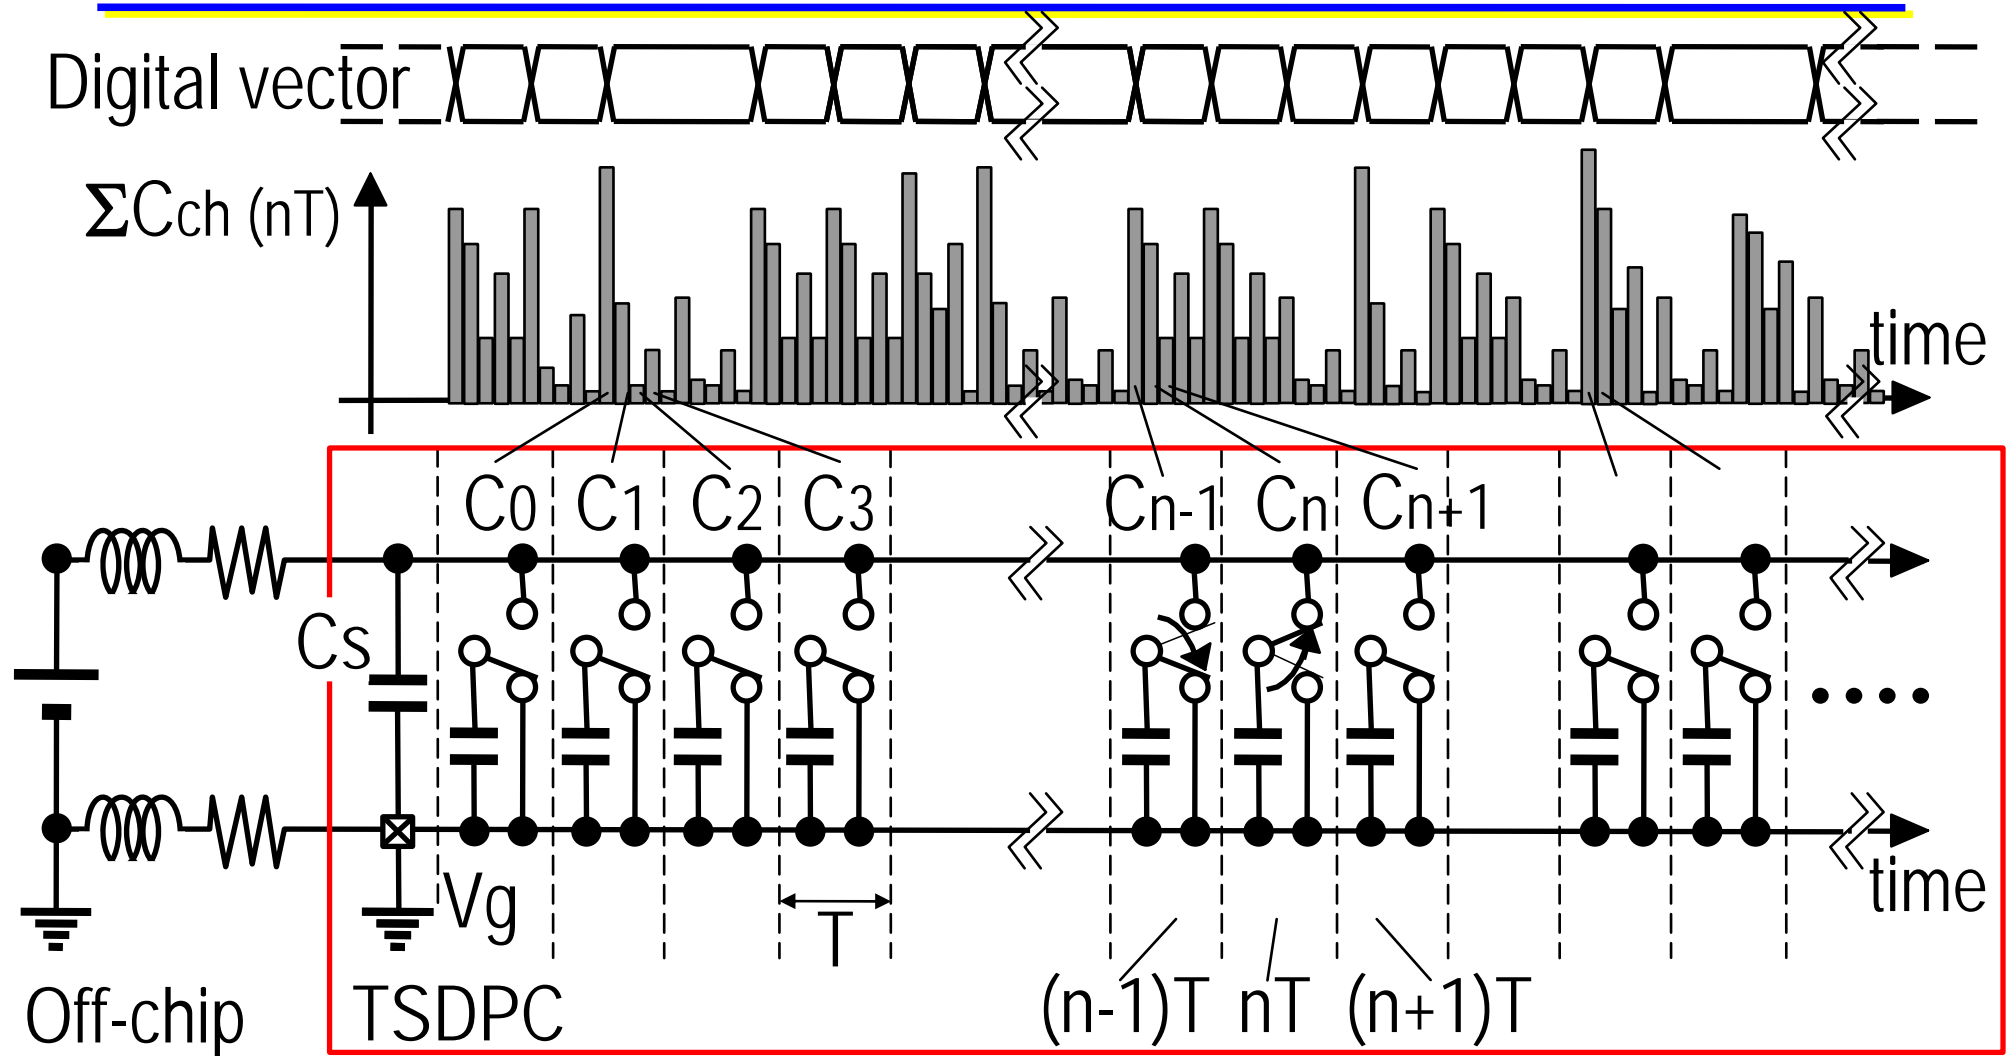 Digital vector
ΣCch (nT)
time
C0 C1 C2 C3 Cn-1 Cn Cn+1
Cs
Vg
T
time
(n-1)T nT (n+1)T
Off-chip
TSDPC